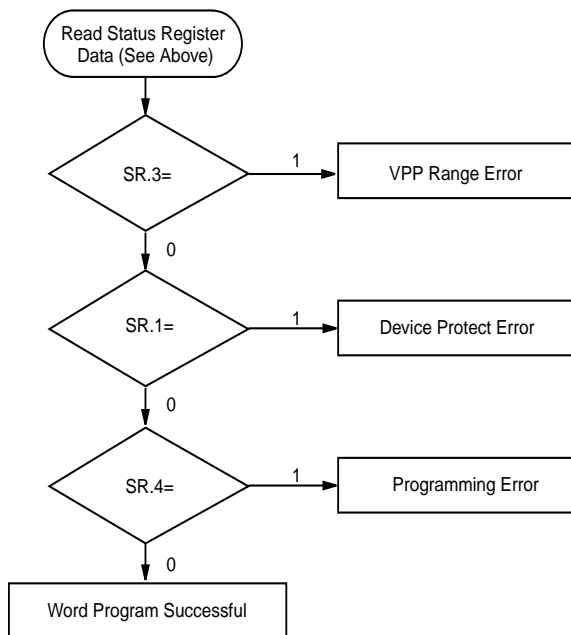 Read Status Register
Data (See Above)
SR.3=
1
VPP Range Error
0
SR.1=
1
Device Protect Error
0
SR.4=
1
Programming Error
0
Word Program Successful